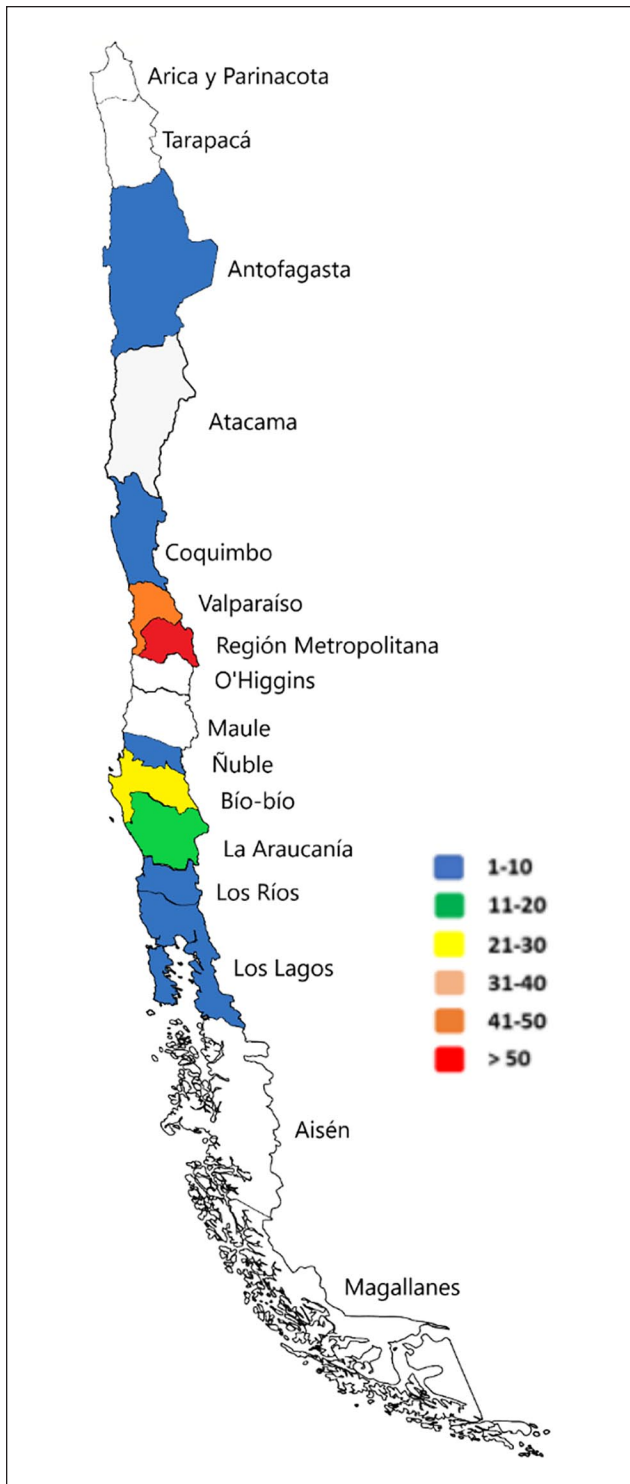 Arica y Parinacota
Tarapacá
Antofagasta
Atacama
Coquimbo
Valparaíso
Región Metropolitana
O'Higgins
Maule
Ñuble
Bío-bío
La Araucanía
Los Ríos
Los Lagos
Aisén
Magallanes
1-10
11-20
21-30
31-40
41-50
> 50